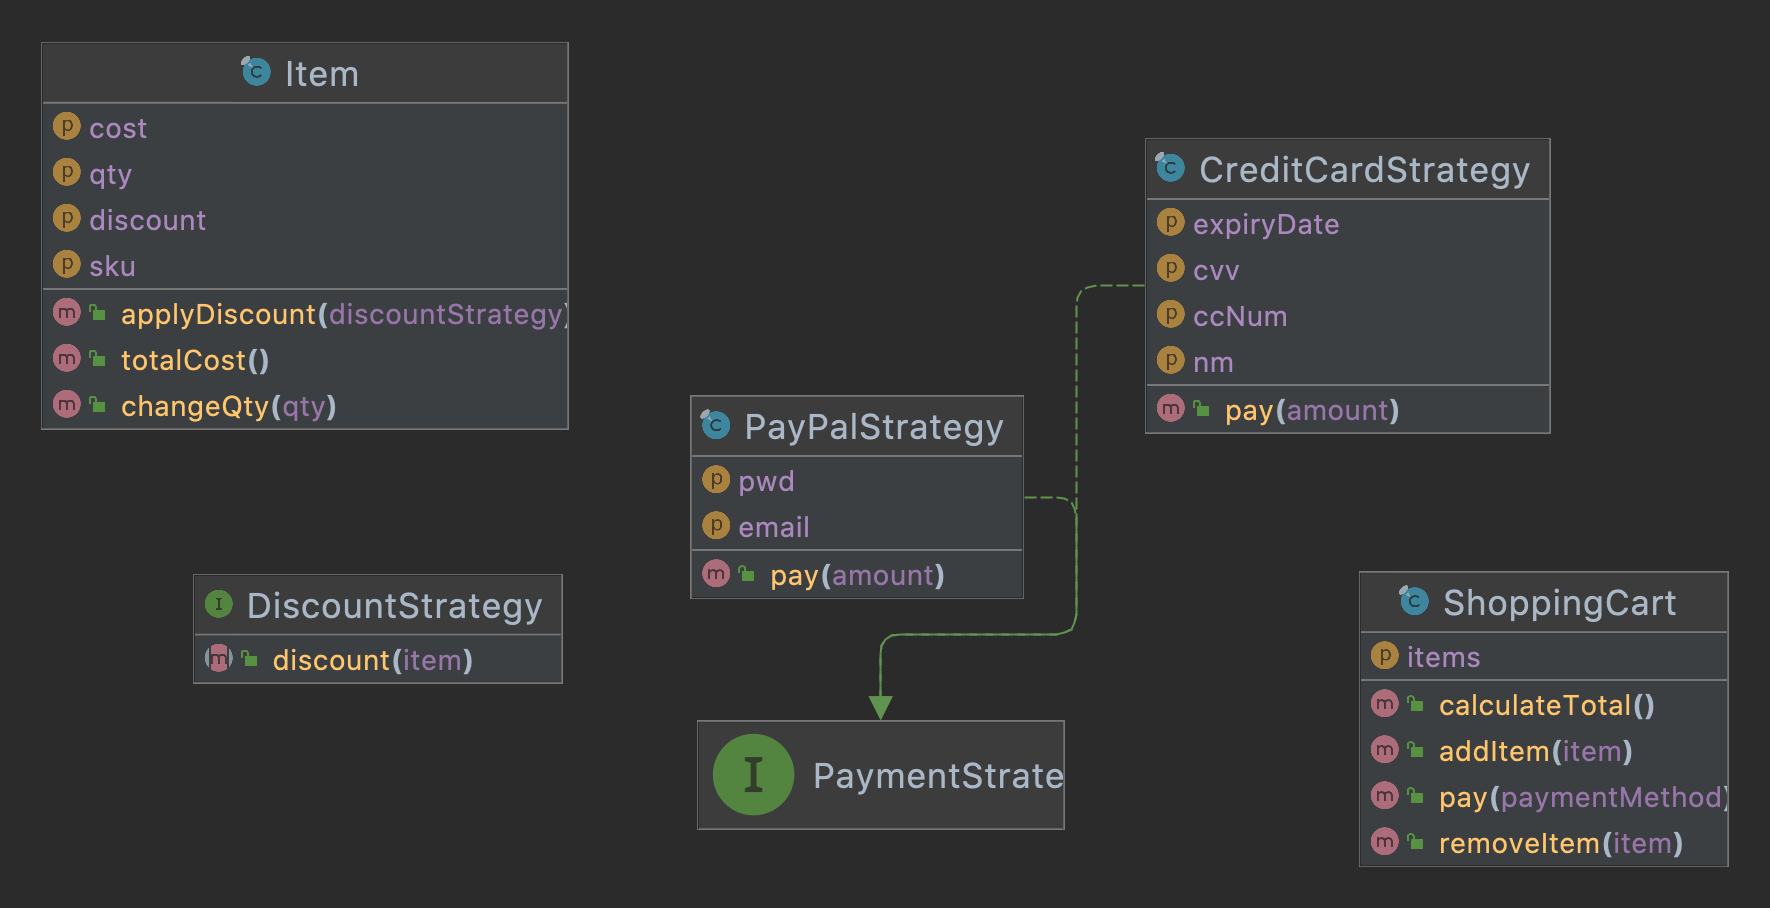 Item
cost
qty
discount
sku
applyDiscount(discountStrategy)
totalCost()
changeQty(qty)
CreditCardStrategy
expiryDate
cvv
ccNum
nm
pay(amount)
PayPalStrategy
pwd
email
pay(amount)
DiscountStrategy
discount(item)
PaymentStrate
ShoppingCart
items
calculateTotal()
addItem(item)
pay(paymentMethod)
removeItem(item)